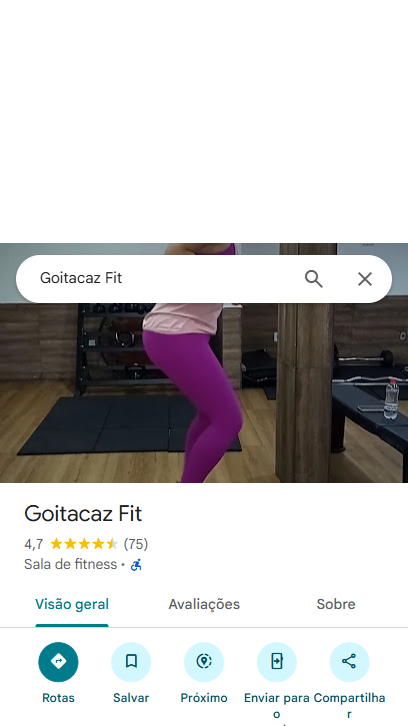 Goitacaz Fit
Goitacaz Fit
4,7 (75)
Sala de fitness ·
Visão geral Avaliações Sobre
Rotas Salvar Próximo Enviar para o Compartilhar